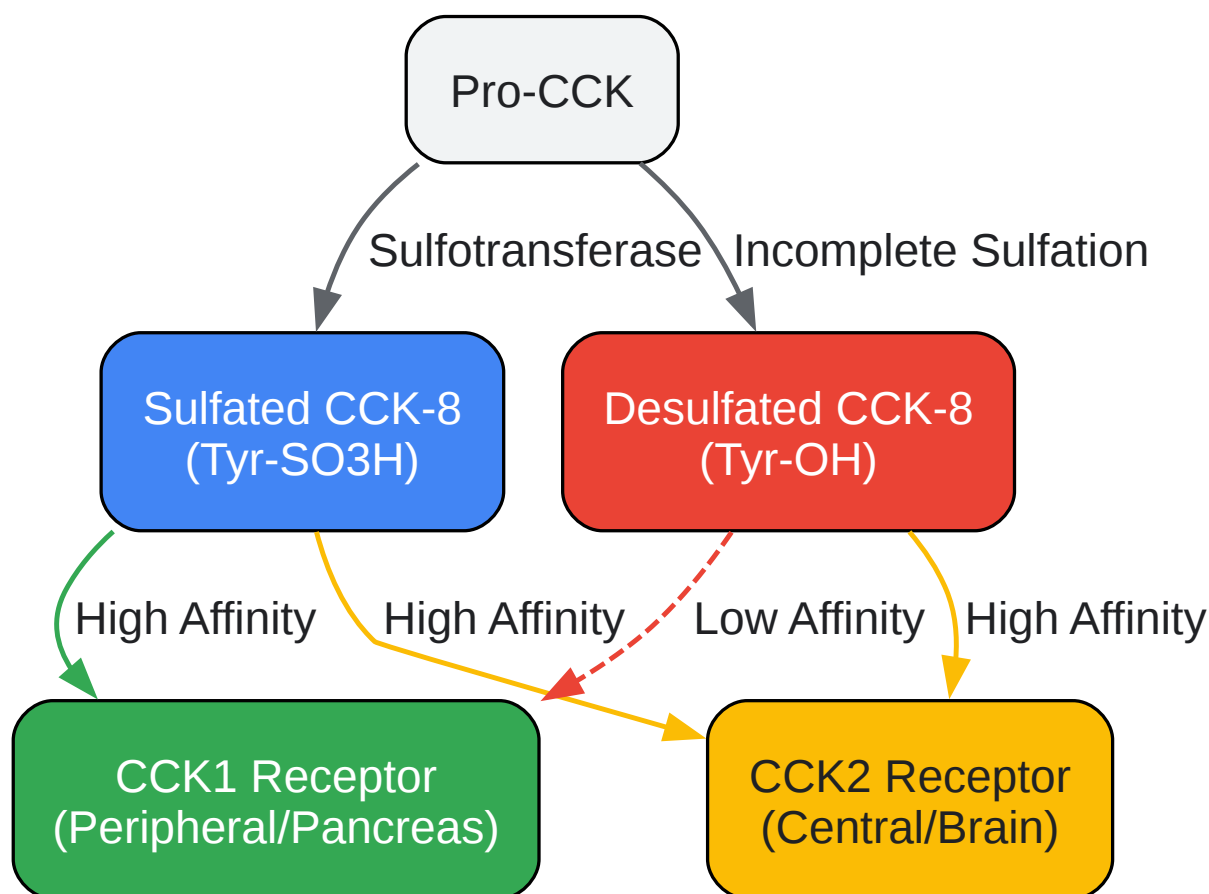 Pro-CCK
Sulfotransferase
Incomplete Sulfation
Sulfated CCK-8
(Tyr-SO3H)
Desulfated CCK-8
(Tyr-OH)
High Affinity
High Affinity
Low Affinity
High Affinity
CCK1 Receptor
(Peripheral/Pancreas)
CCK2 Receptor
(Central/Brain)